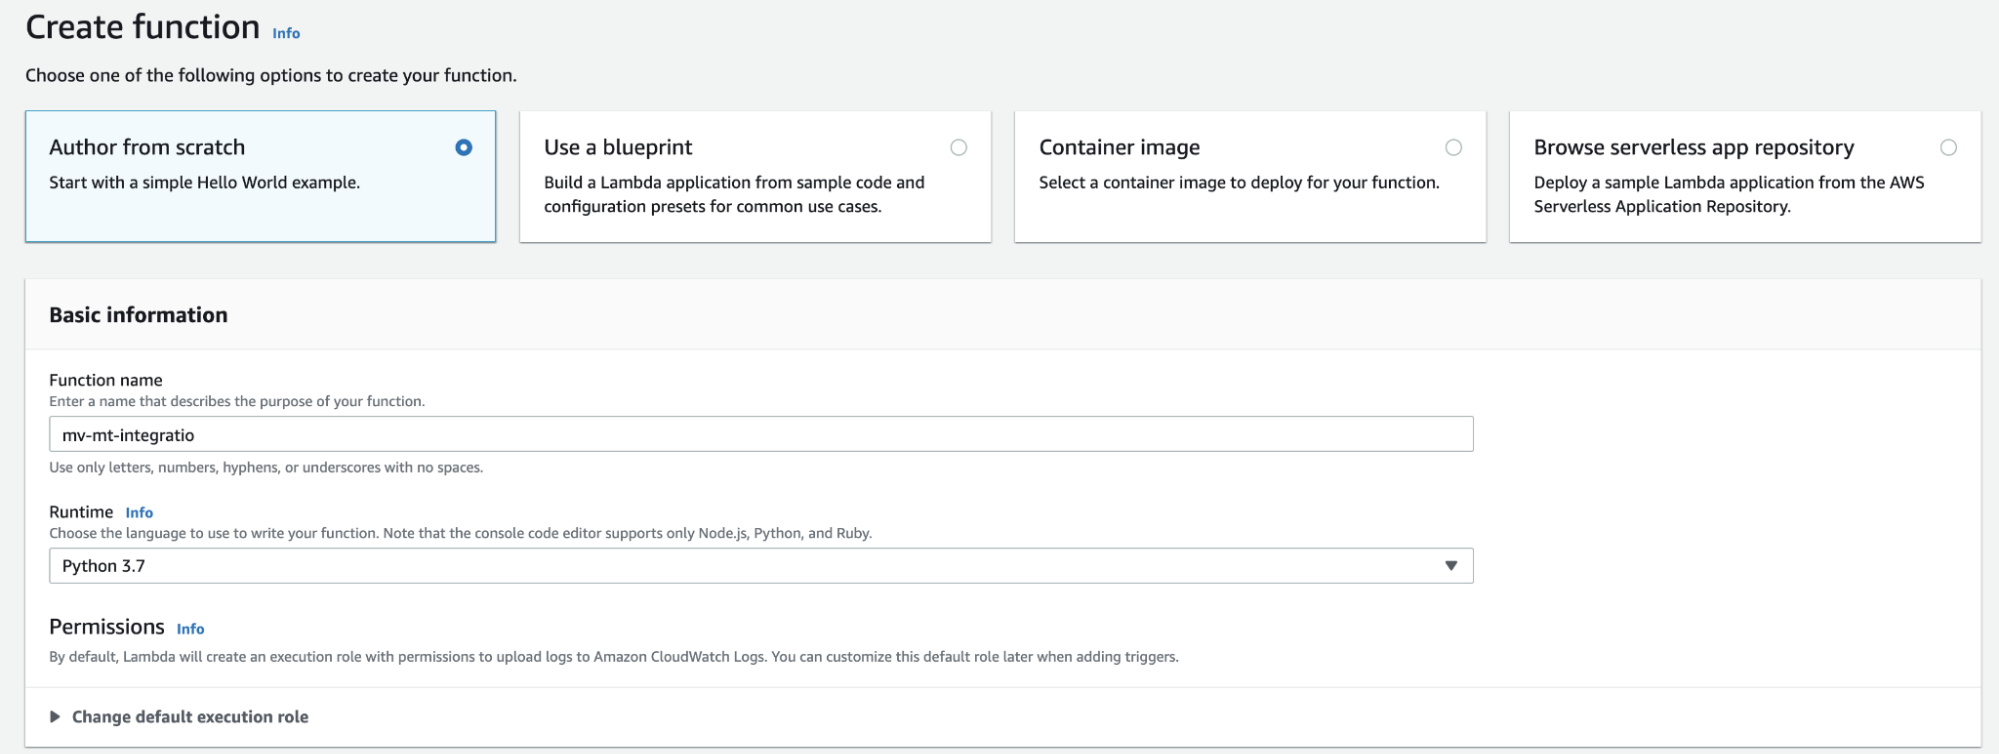 Create function Info
Choose one of the following options to create your function.
Author from scratch
Start with a simple Hello World example.
Use a blueprint
Build a Lambda application from sample code and
configuration presets for common use cases.
Container image
Select a container image to deploy for your function.
Browse serverless app repository
Deploy a sample Lambda application from the AWS
Serverless Application Repository.
Basic information
Function name
Enter a name that describes the purpose of your function.
mv-mt-integratio
Use only letters, numbers, hyphens, or underscores with no spaces.
Runtime Info
Choose the language to use to write your function. Note that the console code editor supports only Node.js, Python, and Ruby.
Python 3.7
Permissions Info
By default, Lambda will create an execution role with permissions to upload logs to Amazon CloudWatch Logs. You can customize this default role later when adding triggers.
Change default execution role